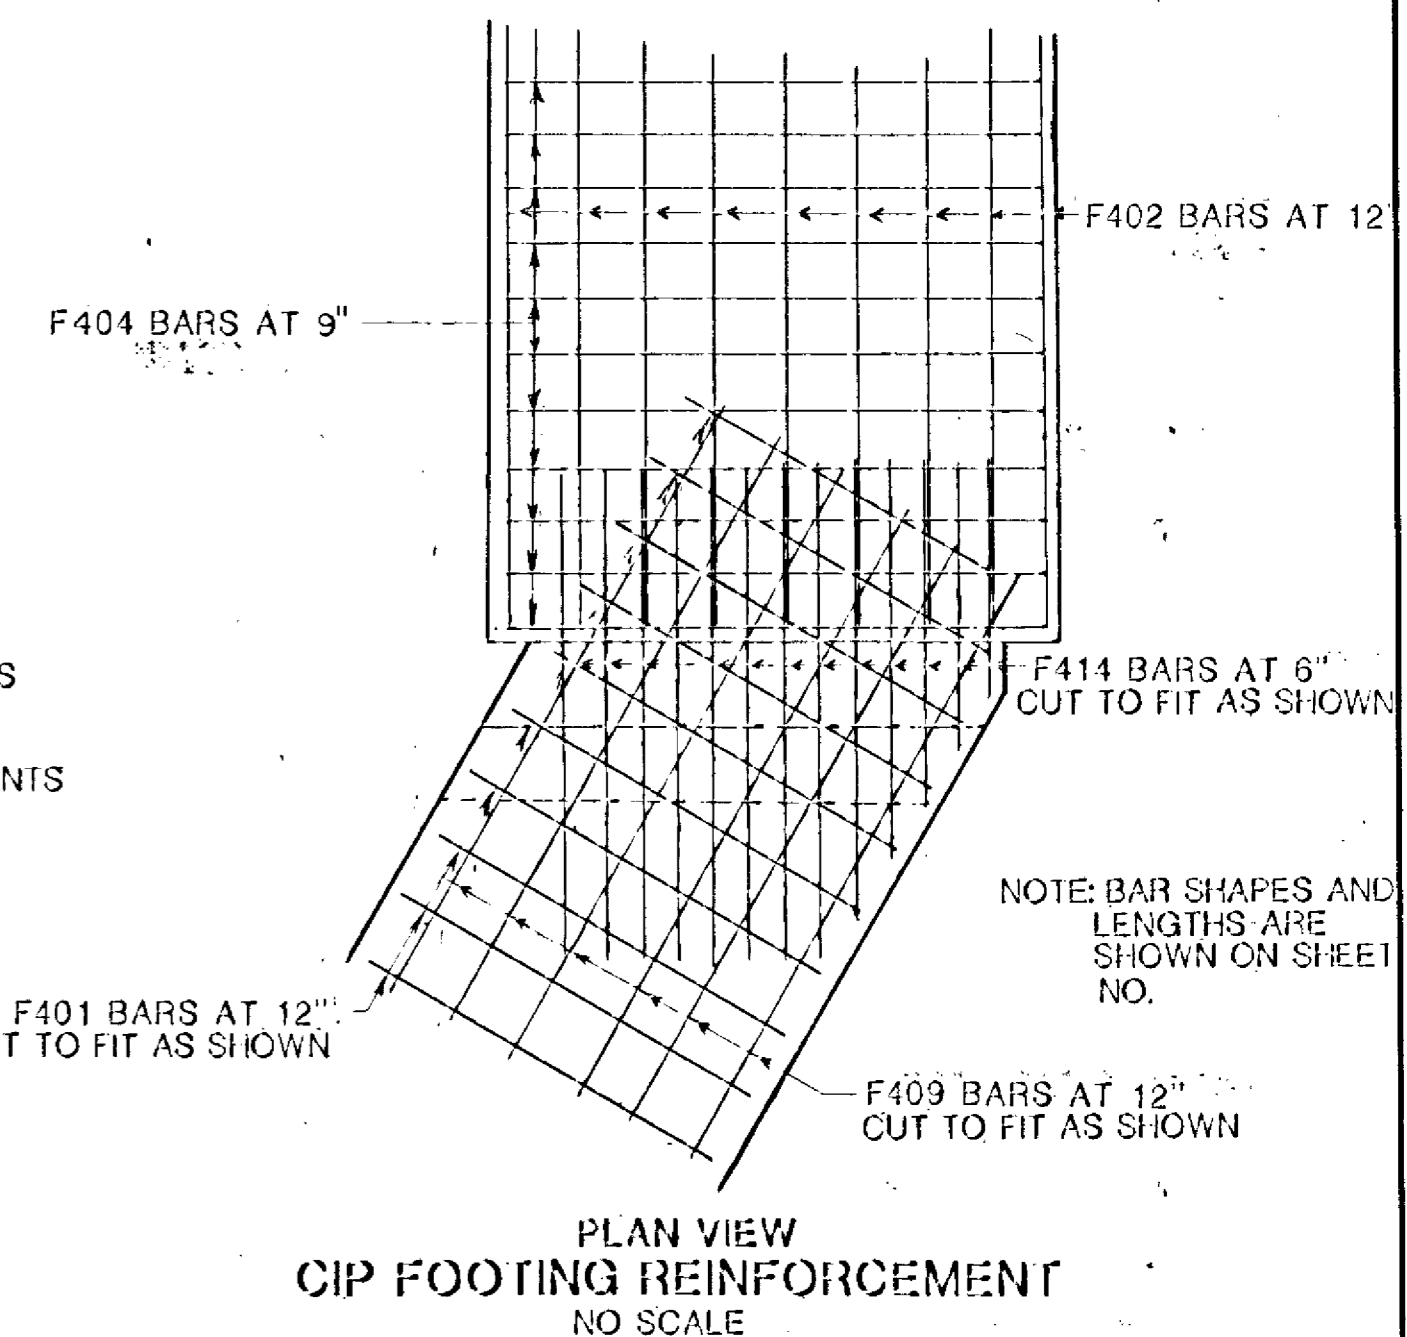 F402 BARS AT 12
F404 BARS AT 9"
S
F414 BARS AT 6"
CUT TO FIT AS SHOWN
NTS
NOTE: BAR SHAPES AND
LENGTHS ARE
SHOWN ON SHEET
NO.
F401 BARS AT 12"
T TO FIT AS SHOWN
F409 BARS AT 12"
CUT TO FIT AS SHOWN
PLAN VIEW
CIP FOOTING REINFORCEMENT
NO SCALE